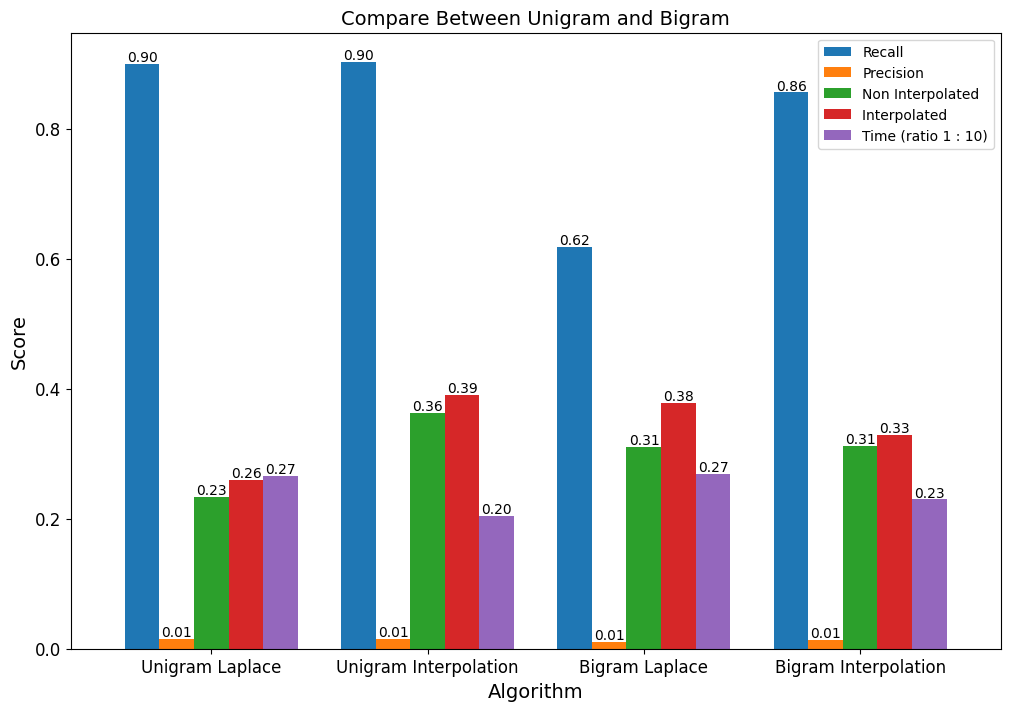 Compare Between Unigram and Bigram
Recall
Precision
Non Interpolated
Interpolated
Time (ratio 1 : 10)
Score
0.8
0.6
0.4
0.2
0.0
0.90
0.01
0.23
0.26
0.27
0.90
0.01
0.36
0.39
0.20
0.62
0.01
0.31
0.38
0.27
0.86
0.01
0.31
0.33
0.23
Unigram Laplace
Unigram Interpolation
Bigram Laplace
Bigram Interpolation
Algorithm